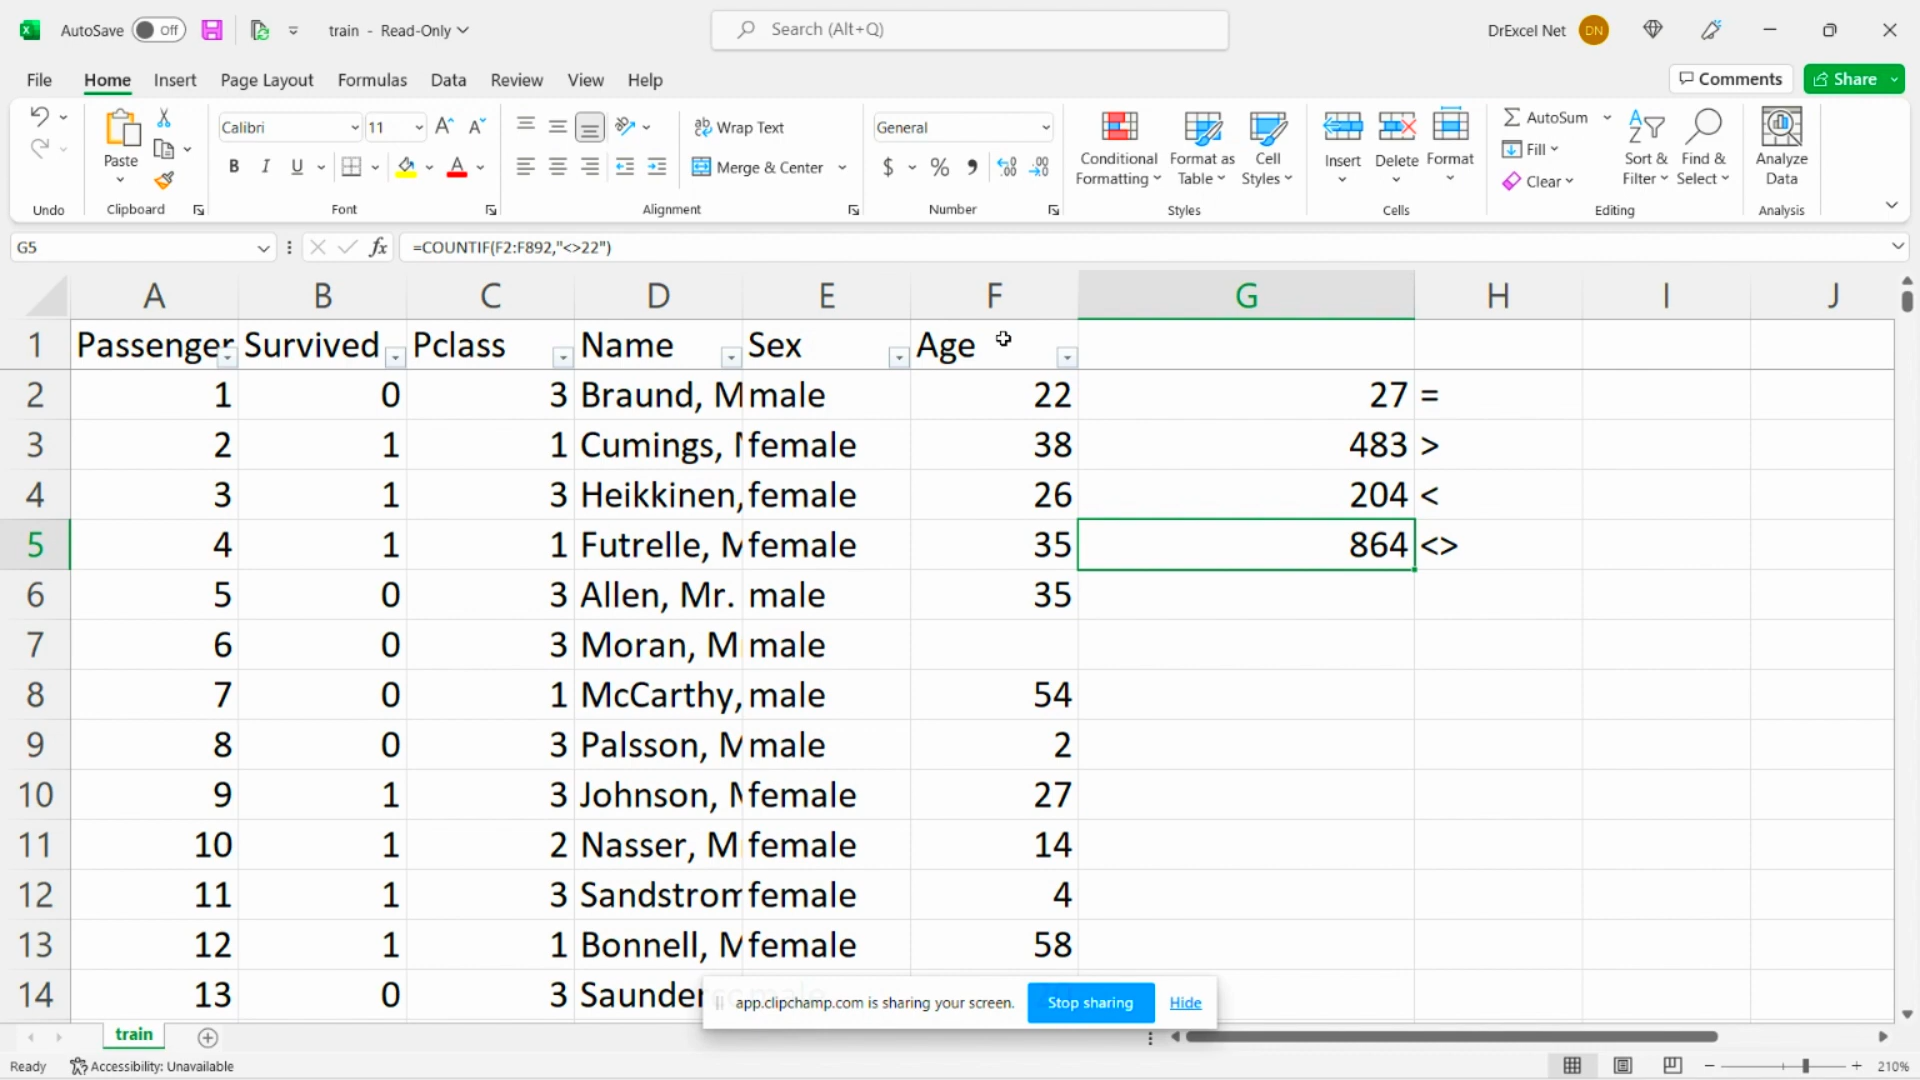 AutoSave Off train - Read-Only Search (Alt+Q) DrExcel Net DN
File Home Insert Page Layout Formulas Data Review View Help Comments Share
Calibri 11 A A Wrap Text General AutoSum
Paste B I U A Merge & Center $ % , Conditional Formatting Format as Table Cell Styles Insert Delete Format Fill Clear Sort & Filter Find & Select Analyze Data
Undo Clipboard Font Alignment Number Styles Cells Editing Analysis
G5 fx =COUNTIF(F2:F892,"<>22")
A B C D E F G H I J
1 Passenger Survived Pclass Name Sex Age
2 1 0 3 Braund, M male 22 27 =
3 2 1 1 Cumings, female 38 483 >
4 3 1 3 Heikkinen, female 26 204 <
5 4 1 1 Futrelle, M female 35 864 <>
6 5 0 3 Allen, Mr. male 35
7 6 0 3 Moran, M male
8 7 0 1 McCarthy, male 54
9 8 0 3 Palsson, M male 2
10 9 1 3 Johnson, female 27
11 10 1 2 Nasser, M female 14
12 11 1 3 Sandstrom female 4
13 12 1 1 Bonnell, M female 58
14 13 0 3 Saunder
app.clipchamp.com is sharing your screen. Stop sharing Hide
train
Ready Accessibility: Unavailable 210%